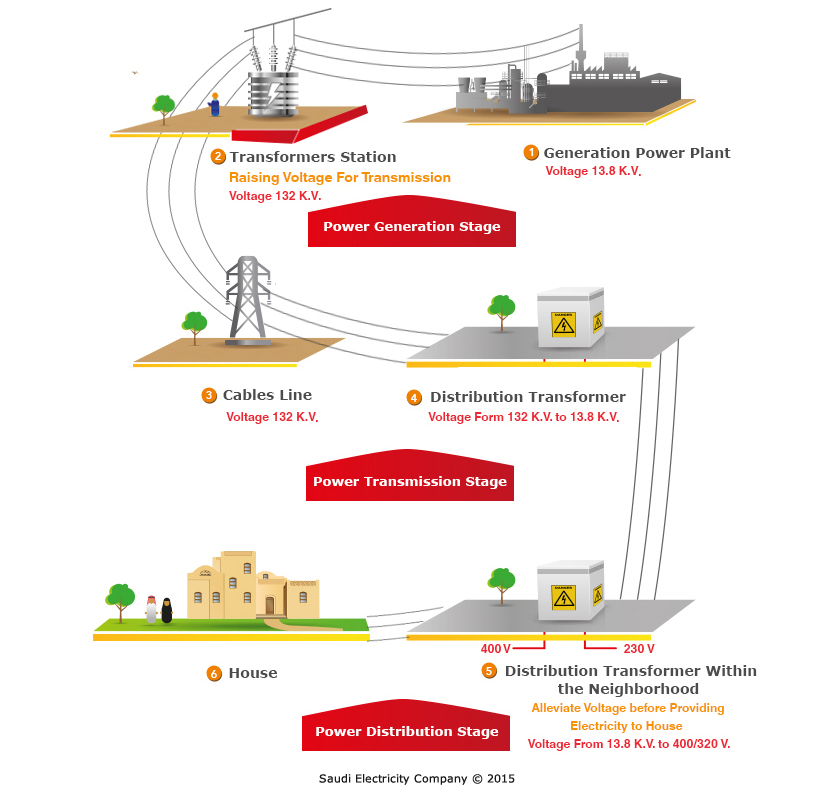 2 Transformers Station
Raising Voltage For Transmission
Voltage 132 K.V.
1 Generation Power Plant
Voltage 13.8 K.V.
Power Generation Stage
3 Cables Line
Voltage 132 K.V.
DANGER
4 Distribution Transformer
Voltage Form 132 K.V. to 13.8 K.V.
Power Transmission Stage
DANGER
400 V
230 V
6 House
5 Distribution Transformer Within
the Neighborhood
Alleviate Voltage before Providing
Electricity to House
Voltage From 13.8 K.V. to 400/320 V.
Power Distribution Stage
Saudi Electricity Company © 2015